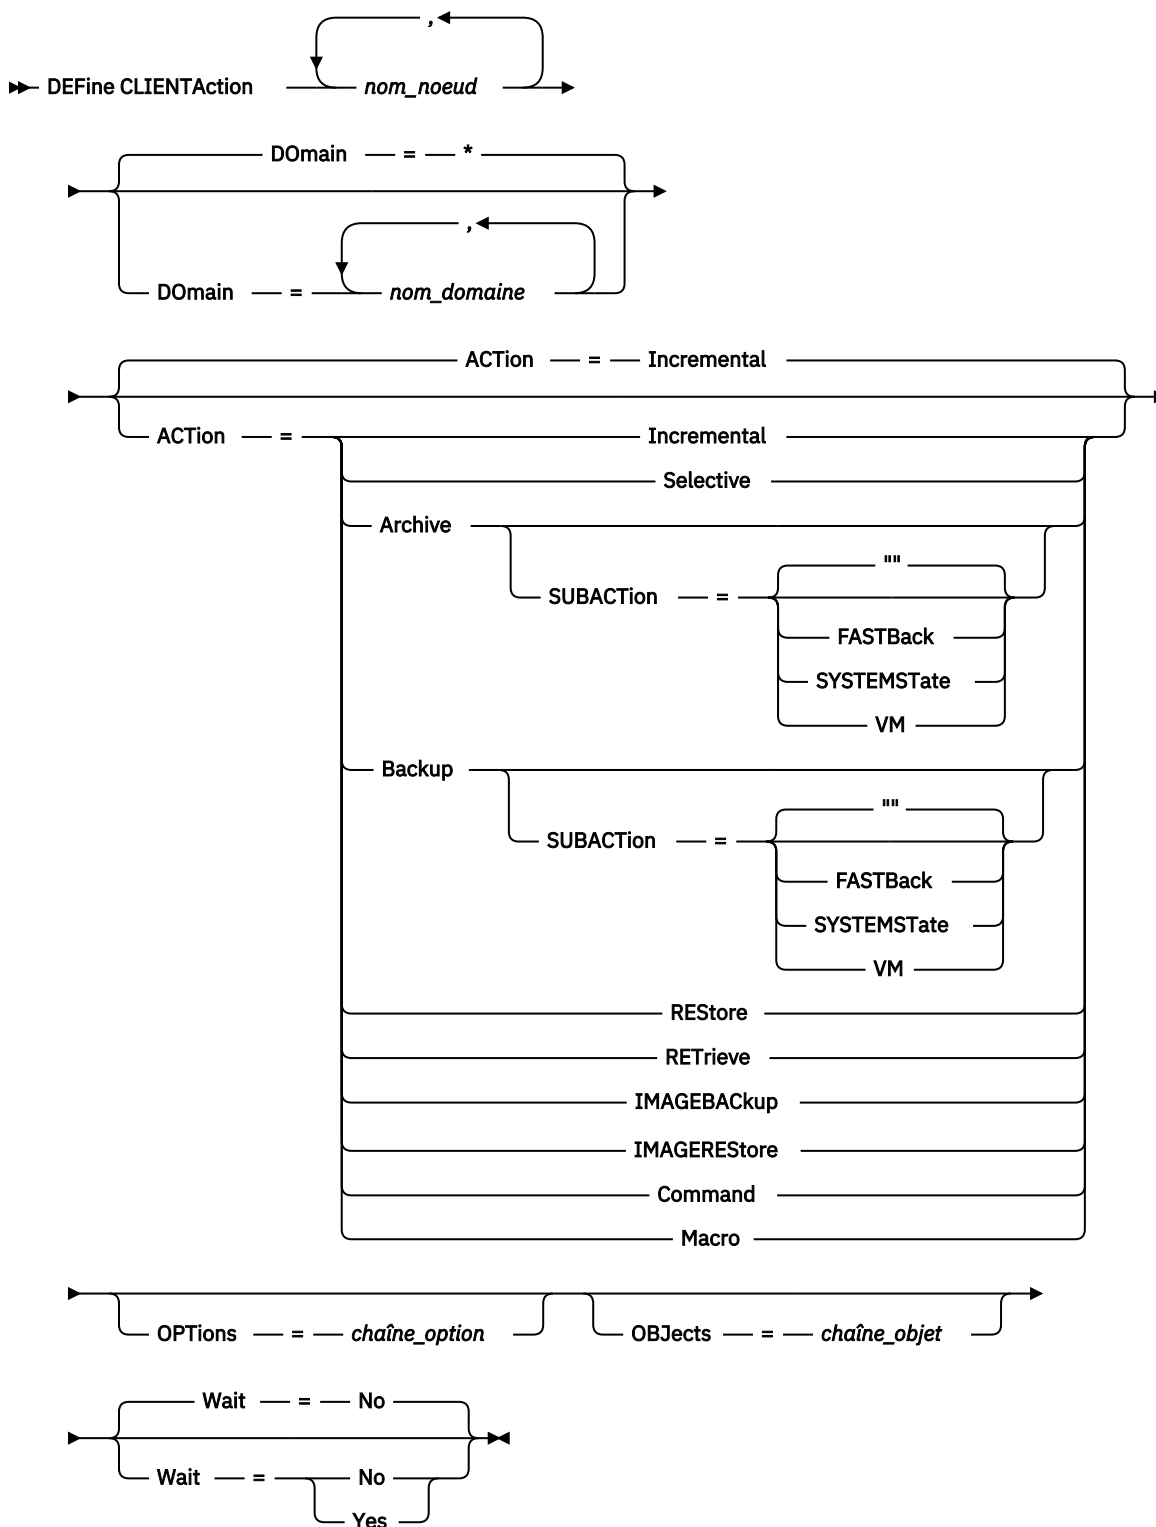 ,
DEFine CLIENTAction nom_noeud
DOmain = *
,
DOmain = nom_domaine
ACTion = Incremental
ACTion = Incremental
Selective
Archive
""
SUBACTion =
FASTBack
SYSTEMSTate
VM
Backup
""
SUBACTion =
FASTBack
SYSTEMSTate
VM
REStore
RETrieve
IMAGEBACkup
IMAGEREStore
Command
Macro
OPTions = chaîne_option OBJects = chaîne_objet
Wait = No
Wait = No
Yes